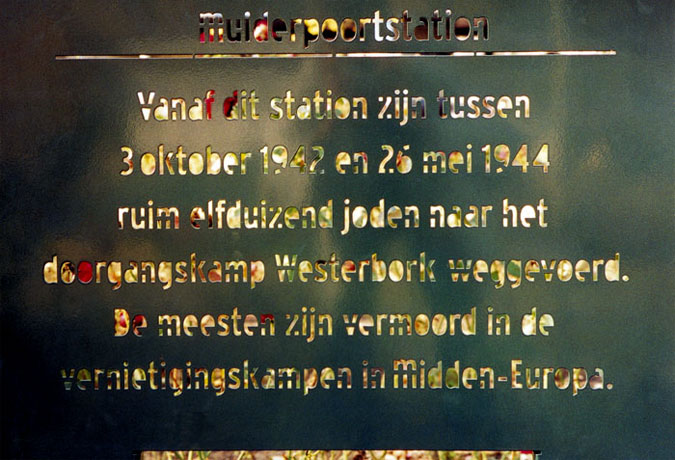 Muiderpoortstation
Vanaf dit station zijn tussen
3 oktober 1942 en 26 mei 1944
ruim elfduizend joden naar het
doorgangskamp Westerbork weggevoerd.
De meesten zijn vermoord in de
vernietigingskampen in Midden-Europa.